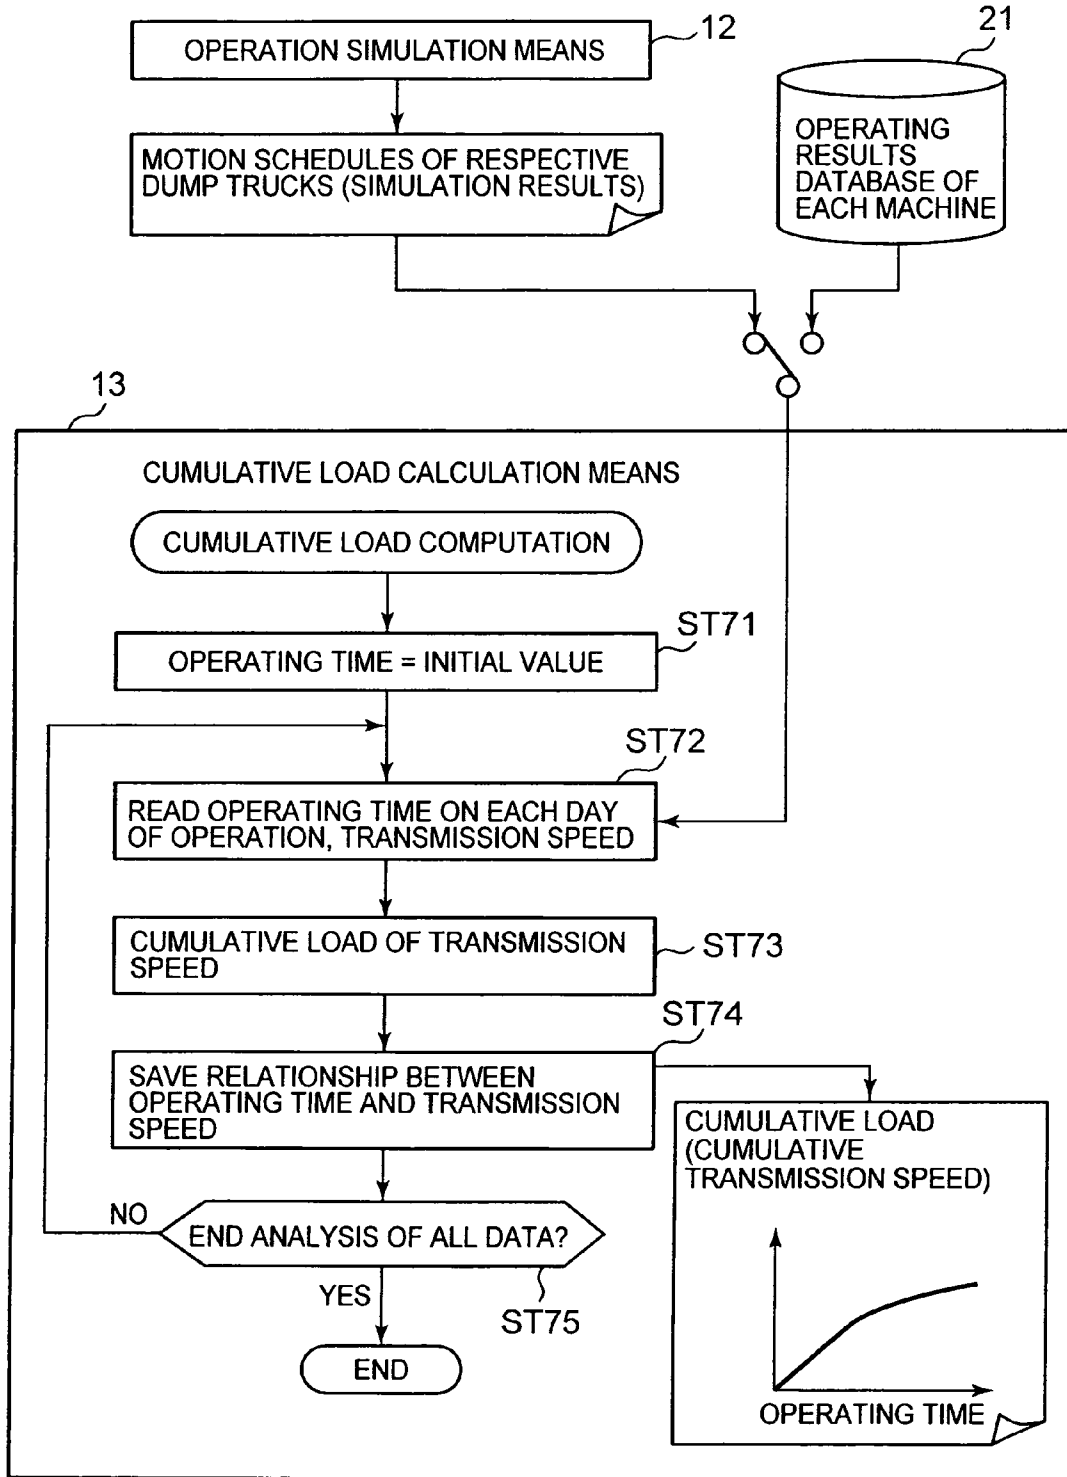 OPERATION SIMULATION MEANS
12
21
MOTION SCHEDULES OF RESPECTIVE
DUMP TRUCKS (SIMULATION RESULTS)
OPERATING
RESULTS
DATABASE OF
EACH MACHINE
13
CUMULATIVE LOAD CALCULATION MEANS
CUMULATIVE LOAD COMPUTATION
ST71
OPERATING TIME = INITIAL VALUE
ST72
READ OPERATING TIME ON EACH DAY
OF OPERATION, TRANSMISSION SPEED
CUMULATIVE LOAD OF TRANSMISSION
SPEED
ST73
ST74
SAVE RELATIONSHIP BETWEEN
OPERATING TIME AND TRANSMISSION
SPEED
CUMULATIVE LOAD
(CUMULATIVE
TRANSMISSION SPEED)
NO
END ANALYSIS OF ALL DATA?
YES
ST75
END
OPERATING TIME